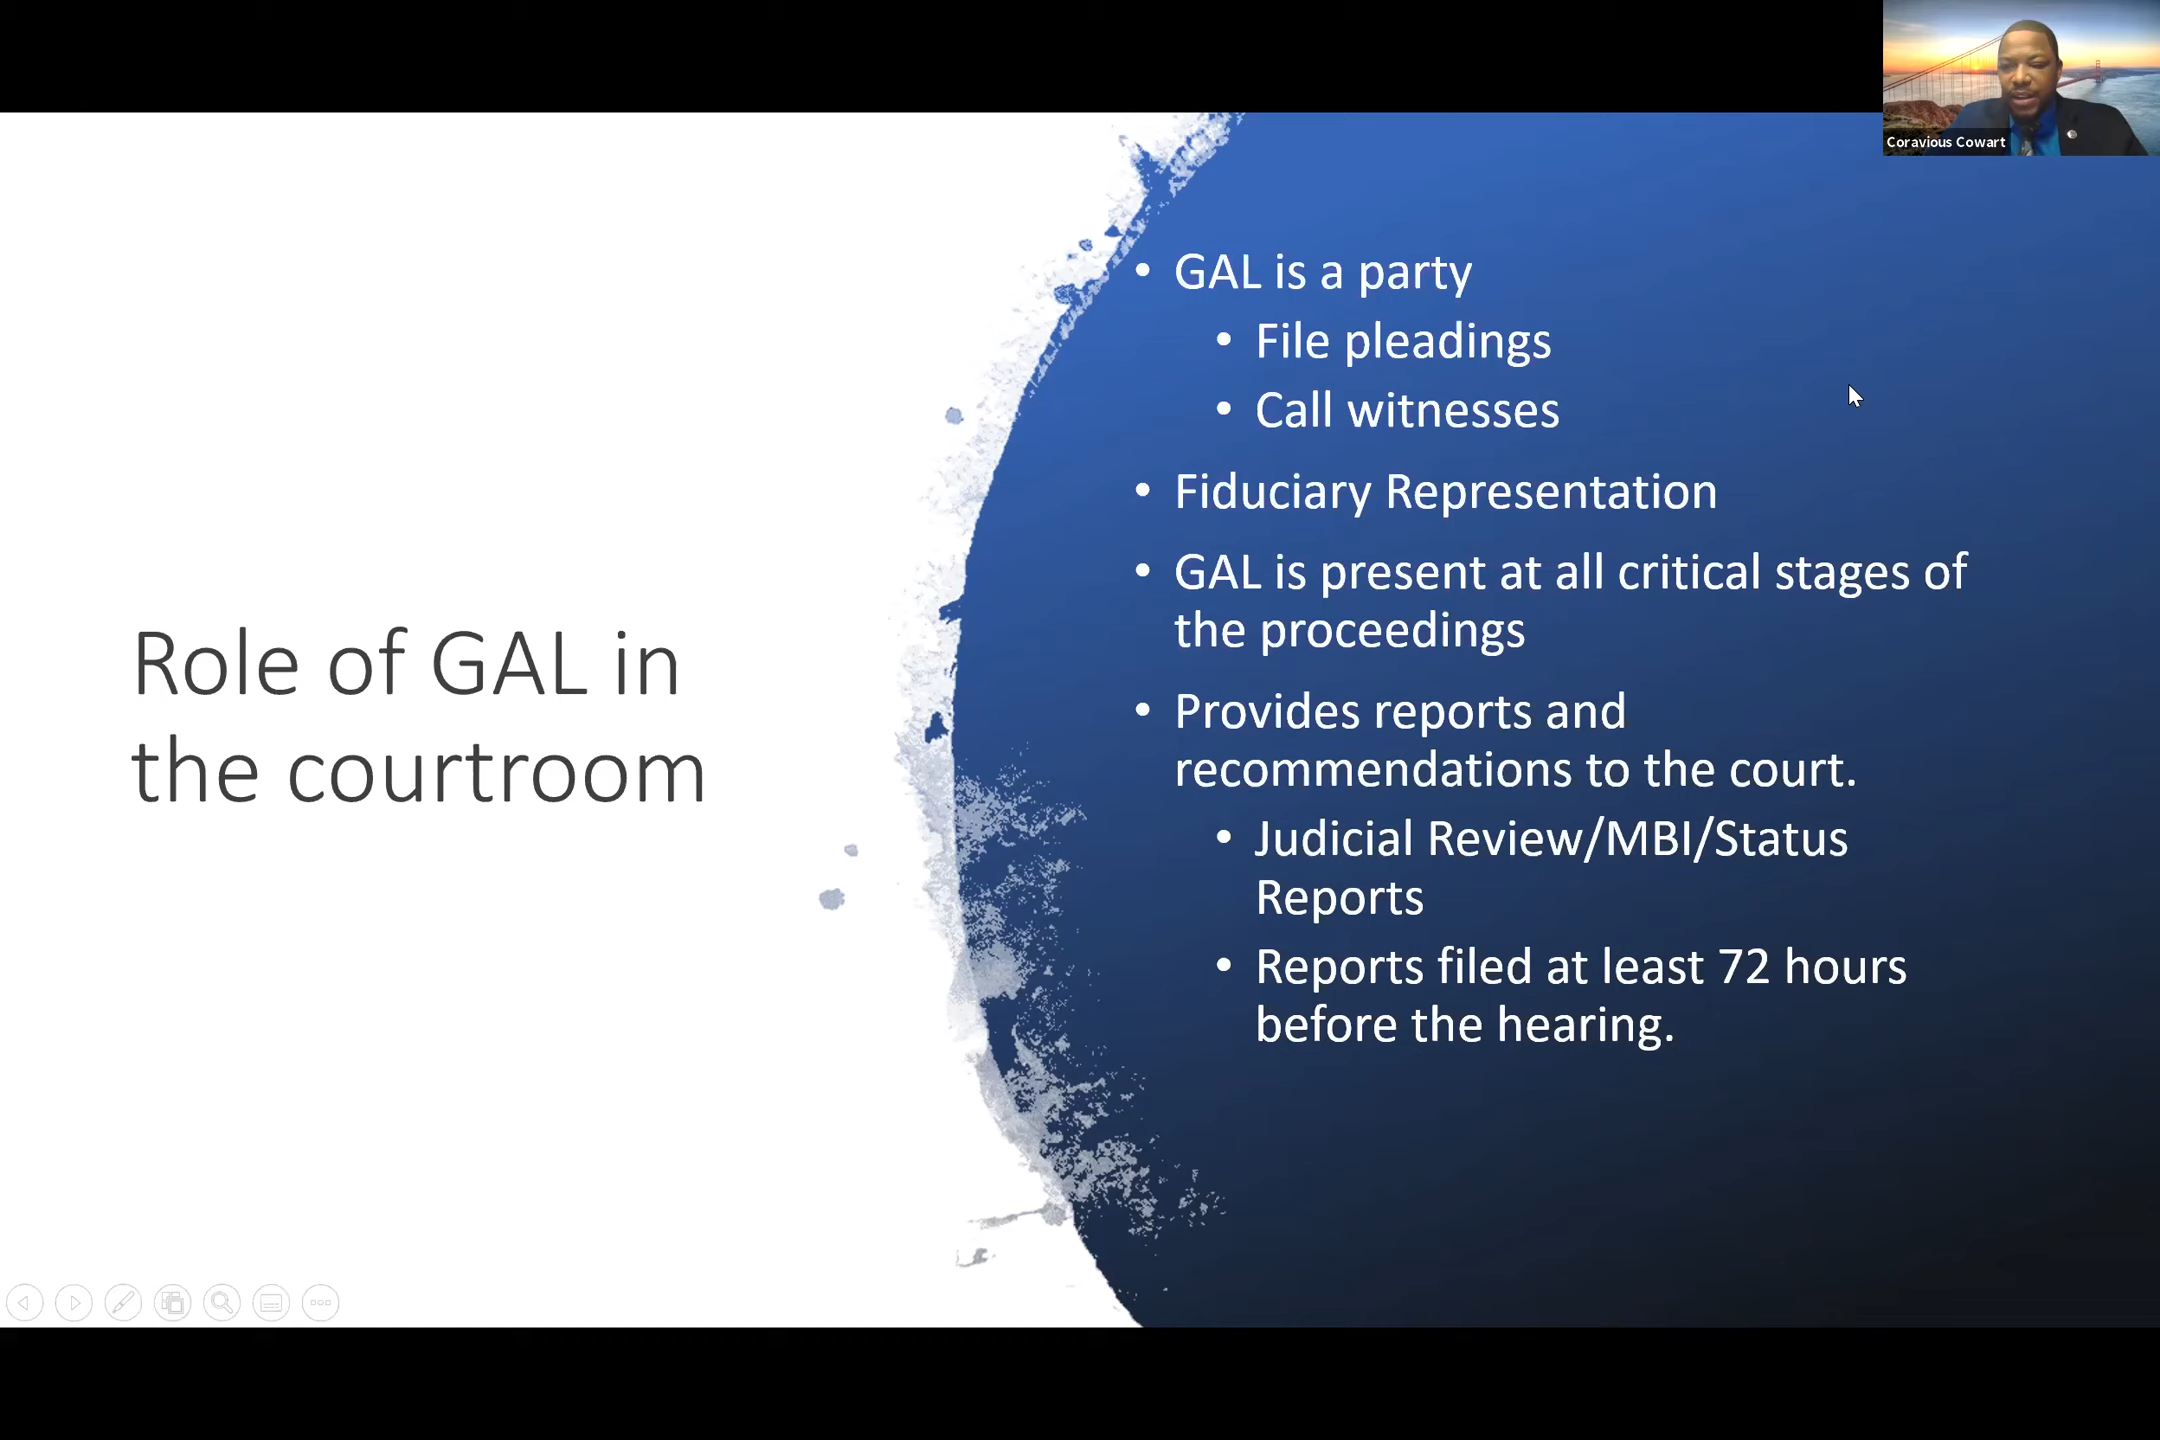 Coravious Cowart
Role of GAL in
the courtroom
• GAL is a party
• File pleadings
• Call witnesses
• Fiduciary Representation
• GAL is present at all critical stages of
the proceedings
• Provides reports and
recommendations to the court.
• Judicial Review/MBI/Status
Reports
• Reports filed at least 72 hours
before the hearing.